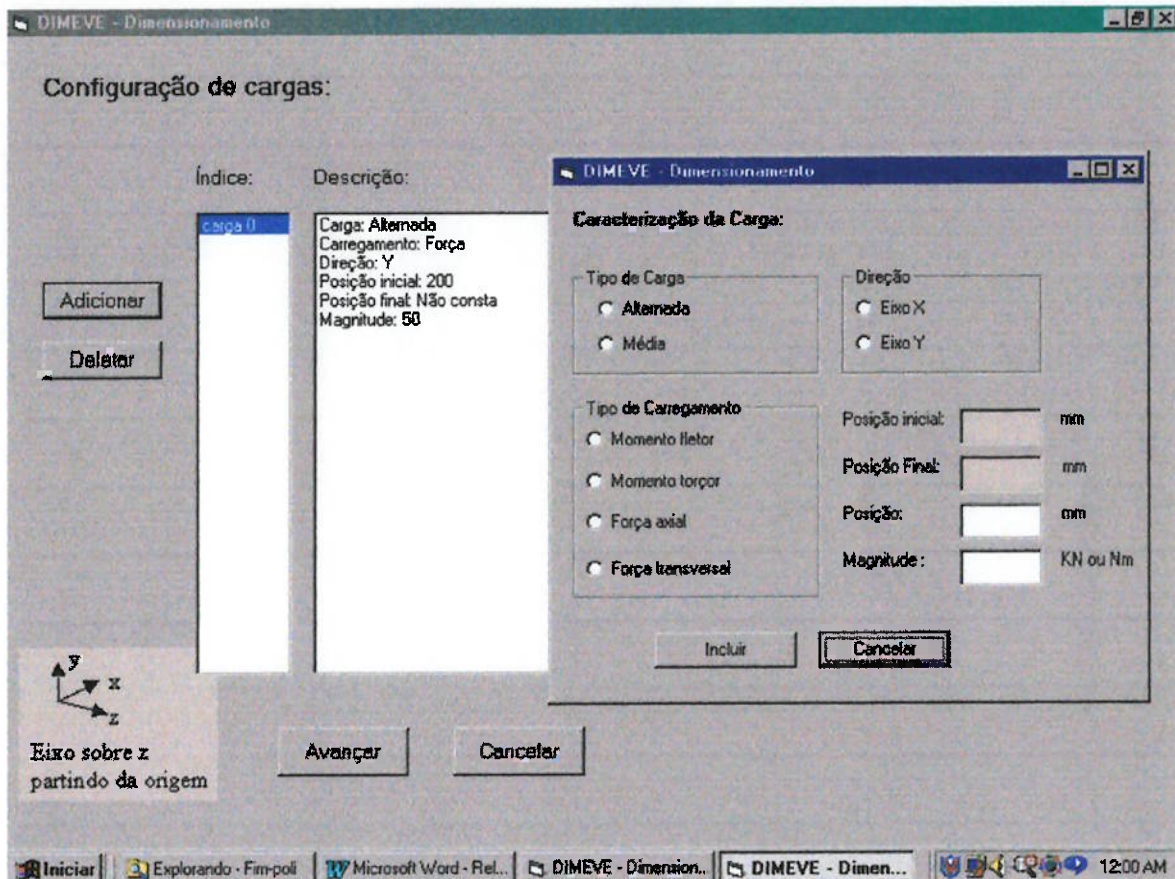 DIMEVE - Dimensionamento
Configuração de cargas:
Índice:
Descrição:
carga 0
Carga: Alternada
Carregamento: Força
Direção: Y
Posição inicial: 200
Posição final: Não consta
Magnitude: 50
Adicionar
Deletar
DIMEVE - Dimensionamento
Caracterização da Carga:
Tipo de Carga
Alternada
Média
Direção
Eixo X
Eixo Y
Tipo de Carregamento
Momento fletor
Momento torçor
Força axial
Força transversal
Posição inicial: mm
Posição Final: mm
Posição: mm
Magnitude : KN ou Nm
Incluir
Cancelar
y
x
z
Eixo sobre z
partindo da origem
Avançar
Cancelar
Iniciar
Explorando - Fim-poli
Microsoft Word - Rel...
DIMEVE - Dimension..
DIMEVE - Dimen...
12:00 AM